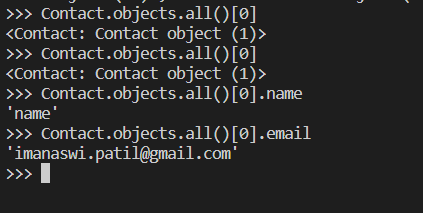 >>> Contact.objects.all()[0]
<Contact: Contact object (1)>
>>> Contact.objects.all()[0]
<Contact: Contact object (1)>
>>> Contact.objects.all()[0].name
'name'
>>> Contact.objects.all()[0].email
'imanaswi.patil@gmail.com'
>>>